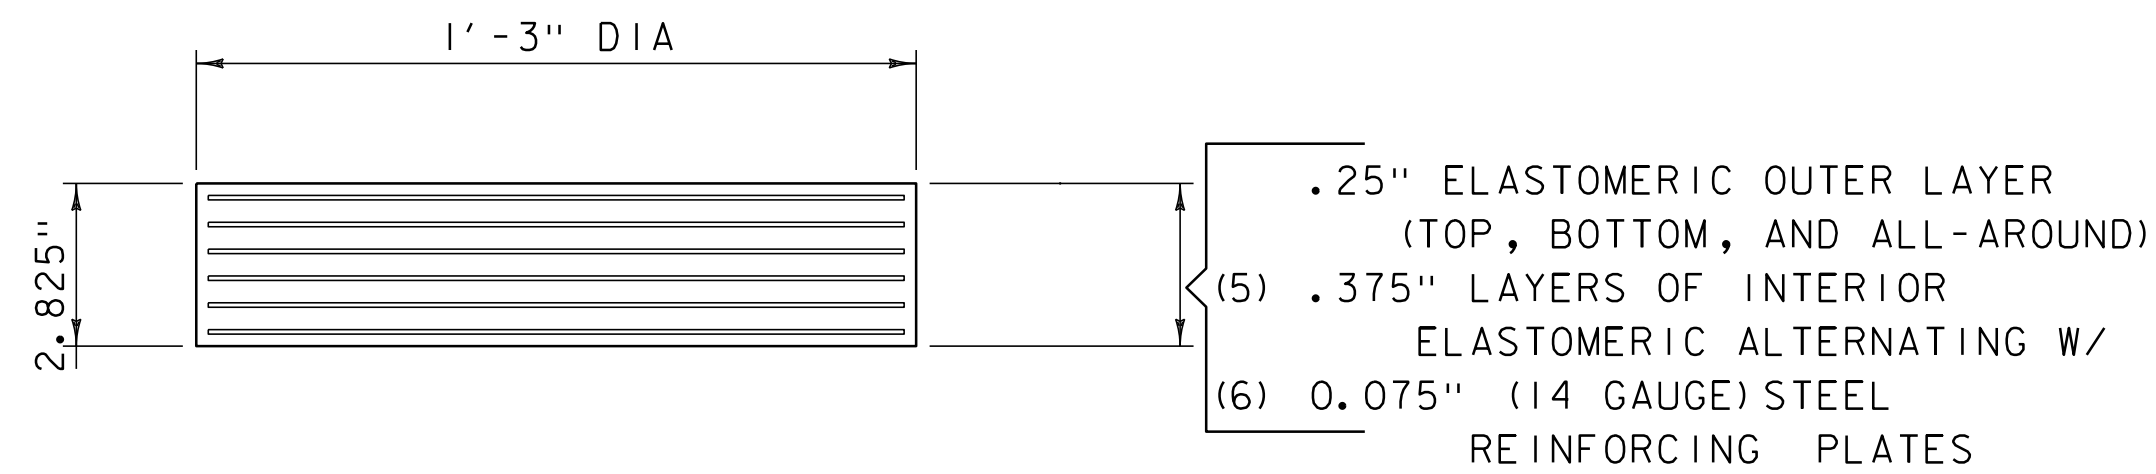 1'-3" DIA
2.825"
.25" ELASTOMERIC OUTER LAYER
(TOP, BOTTOM, AND ALL-AROUND)
(5) .375" LAYERS OF INTERIOR
ELASTOMERIC ALTERNATING W/
(6) 0.075" (14 GAUGE) STEEL
REINFORCING PLATES